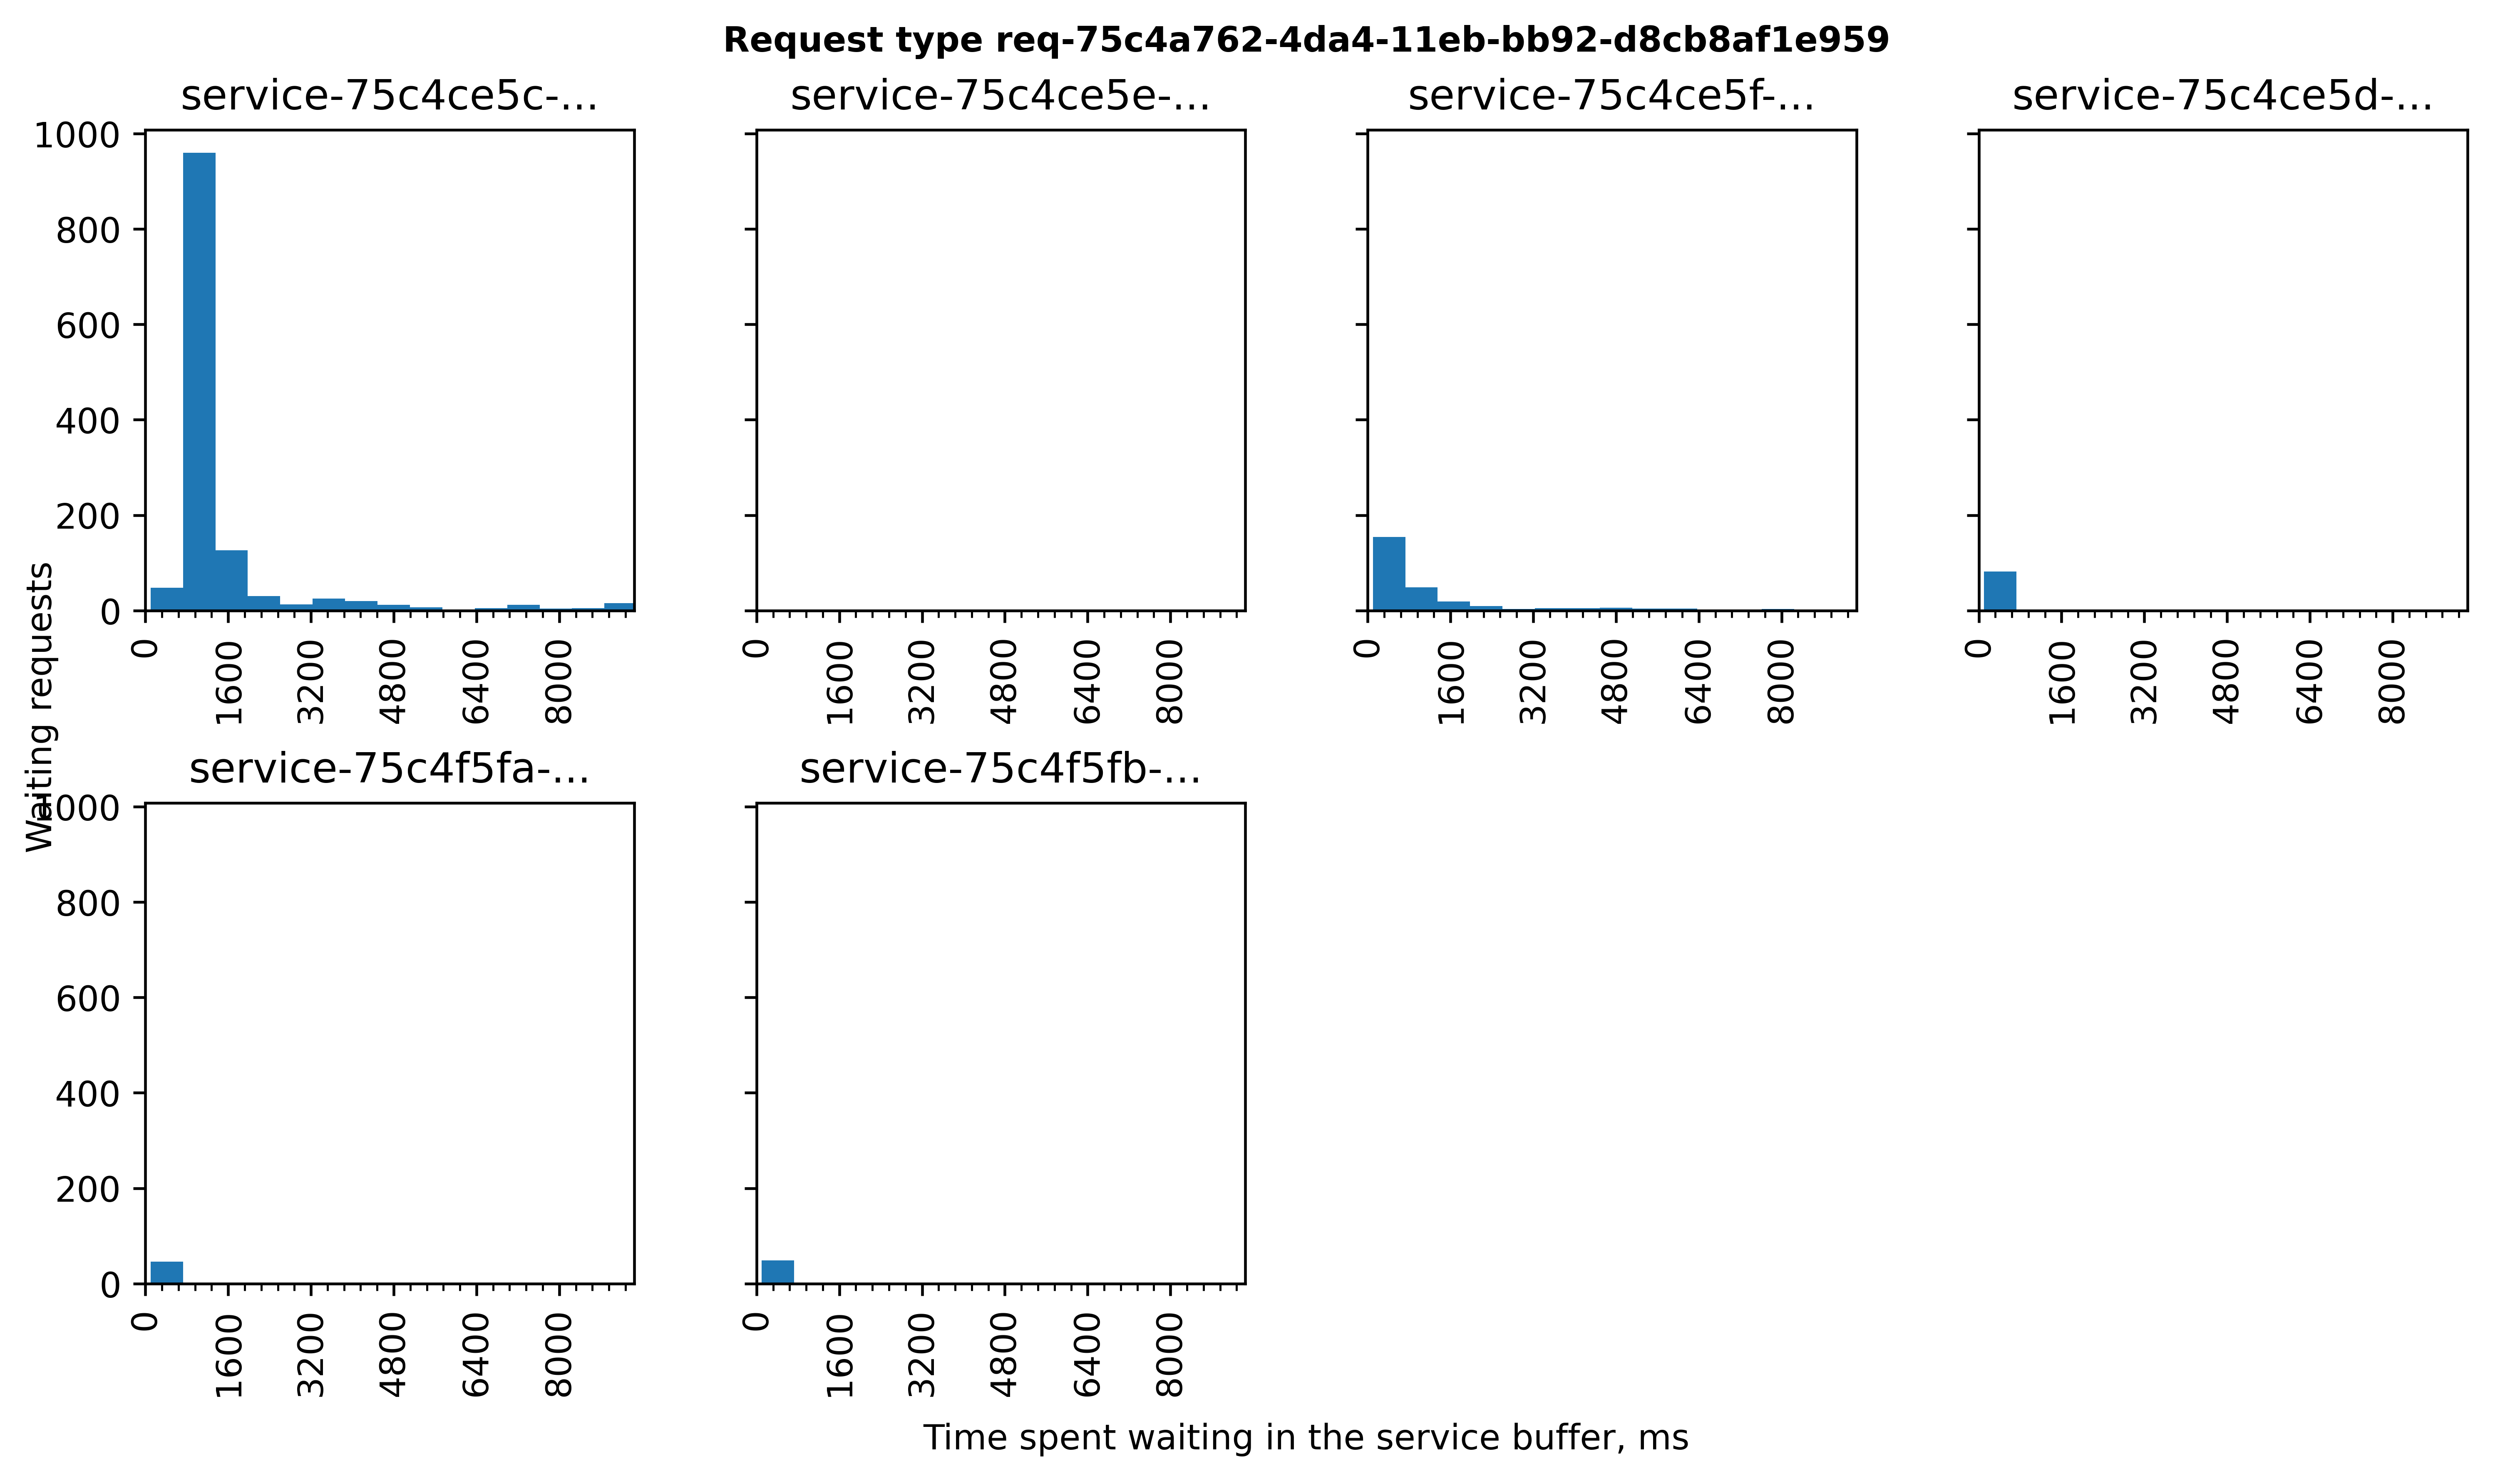 Request type req-75c4a762-4da4-11eb-bb92-d8cb8af1e959
service-75c4ce5c-...
service-75c4ce5e-...
service-75c4ce5f-...
service-75c4ce5d-...
1000
800
600
400
200
0
0 1600 3200 4800 6400 8000
0 1600 3200 4800 6400 8000
0 1600 3200 4800 6400 8000
0 1600 3200 4800 6400 8000
Waiting requests
service-75c4f5fa-...
service-75c4f5fb-...
1000
800
600
400
200
0
0 1600 3200 4800 6400 8000
0 1600 3200 4800 6400 8000
Time spent waiting in the service buffer, ms